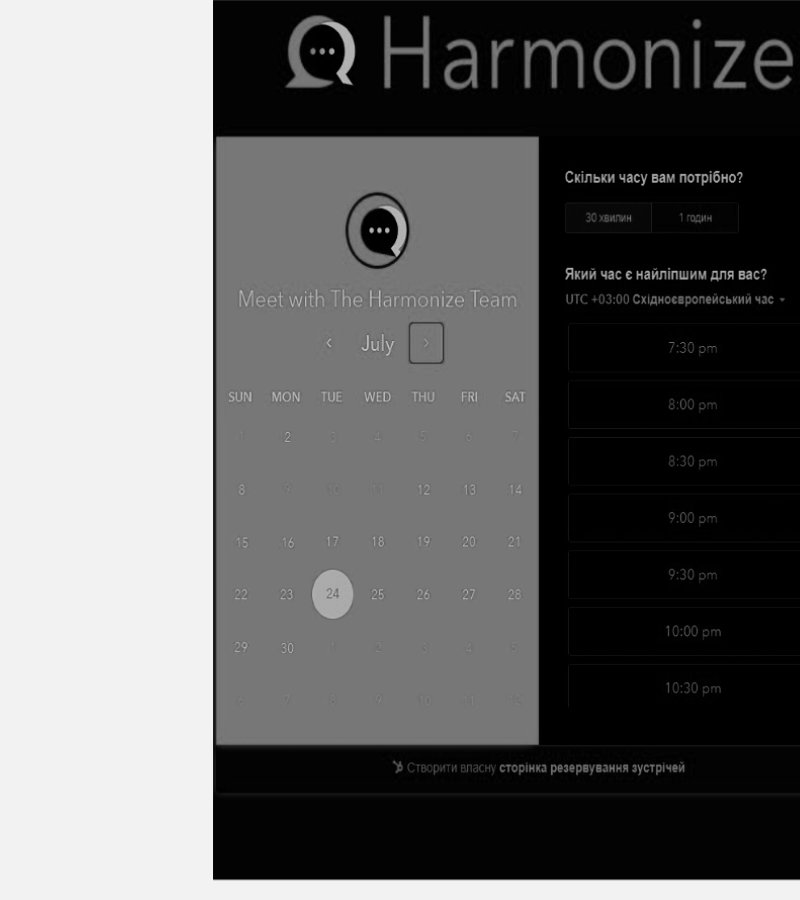 Harmonize
Meet with The Harmonize Team
‹ July ›
SUN MON TUE WED THU FRI SAT
1 2 3 4 5 6 7
8 9 10 11 12 13 14
15 16 17 18 19 20 21
22 23 24 25 26 27 28
29 30 1 2 3 4 5
6 7 8 9 10 11 12
Скільки часу вам потрібно?
30 хвилин 1 годин
Який час є найліпшим для вас?
UTC +03:00 Східноєвропейський час
7:30 pm
8:00 pm
8:30 pm
9:00 pm
9:30 pm
10:00 pm
10:30 pm
Створити власну сторінка резервування зустрічей